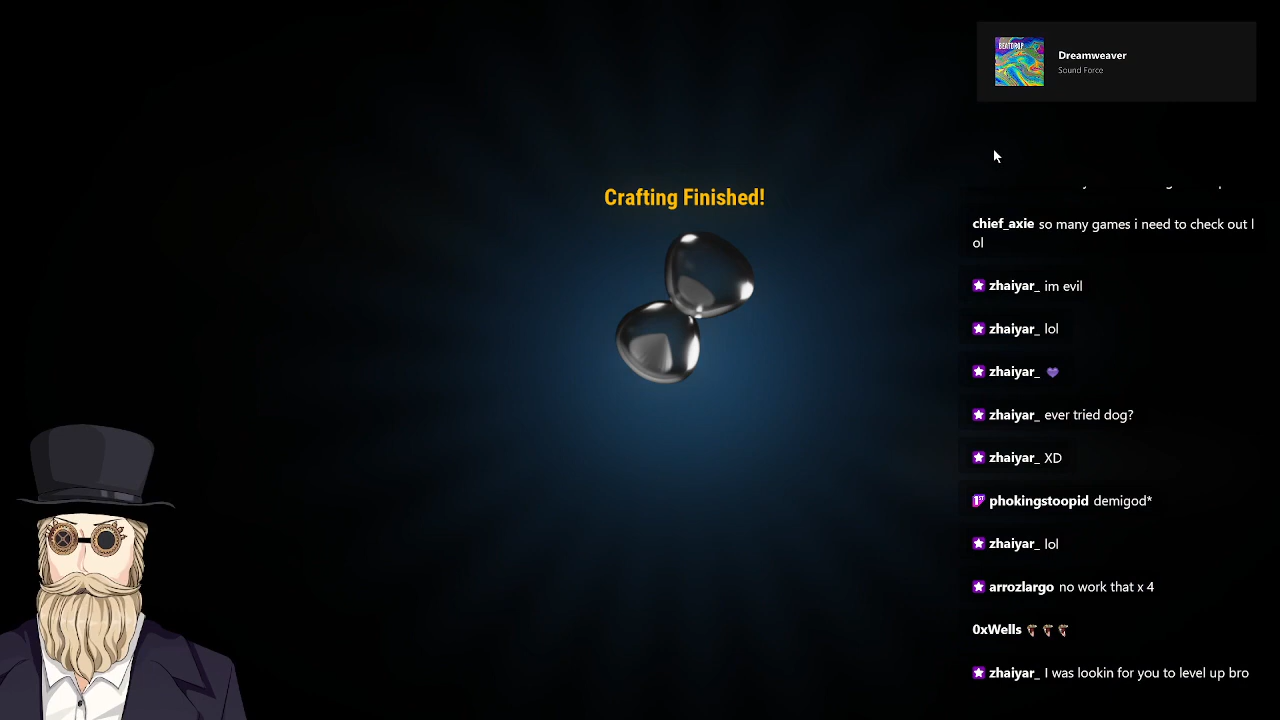 BEATDROP
Dreamweaver
Sound Force
Crafting Finished!
chief_axie so many games i need to check out l
ol
zhaiyar_ im evil
zhaiyar_ lol
zhaiyar_ 💜
zhaiyar_ ever tried dog?
zhaiyar_ XD
1ST phokingstoopid demigod*
zhaiyar_ lol
arrozlargo no work that x 4
0xWells
zhaiyar_ I was lookin for you to level up bro